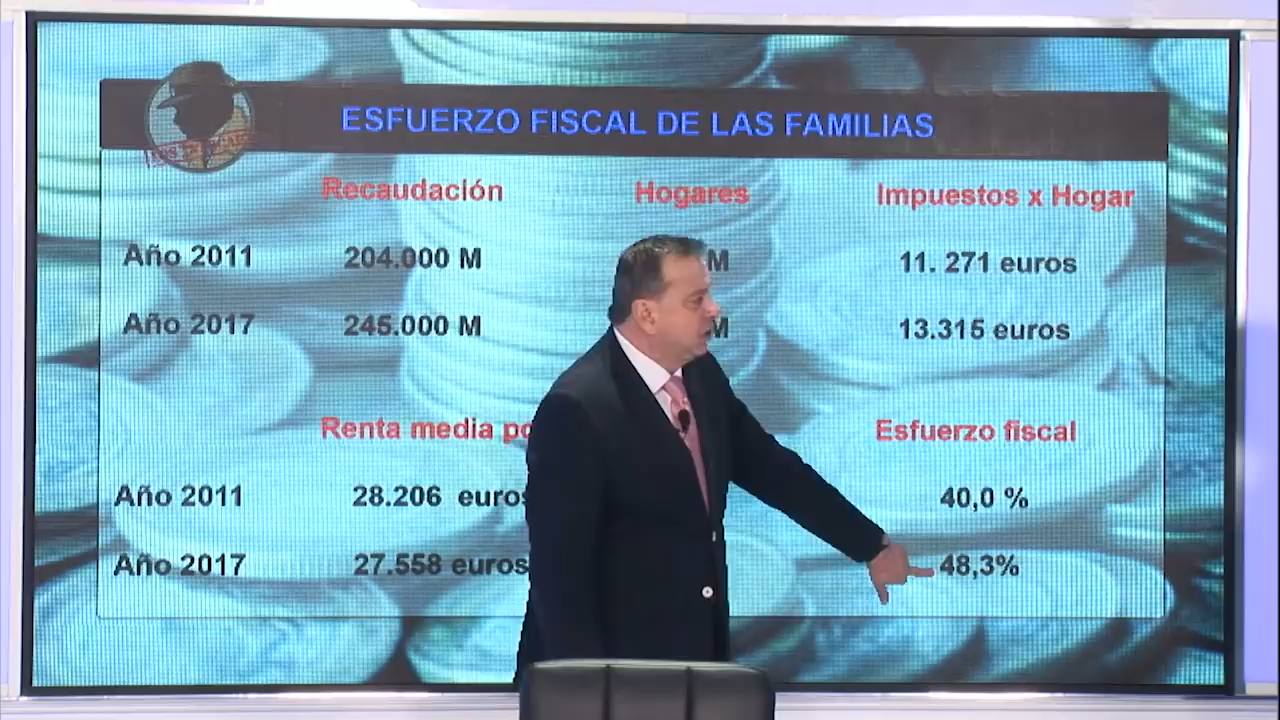 ESFUERZO FISCAL DE LAS FAMILIAS
Recaudación Hogares Impuestos x Hogar
Año 2011 204.000 M M 11. 271 euros
Año 2017 245.000 M M 13.315 euros
Renta media Esfuerzo fiscal
Año 2011 28.206 euros 40,0 %
Año 2017 27.558 euros 48,3%